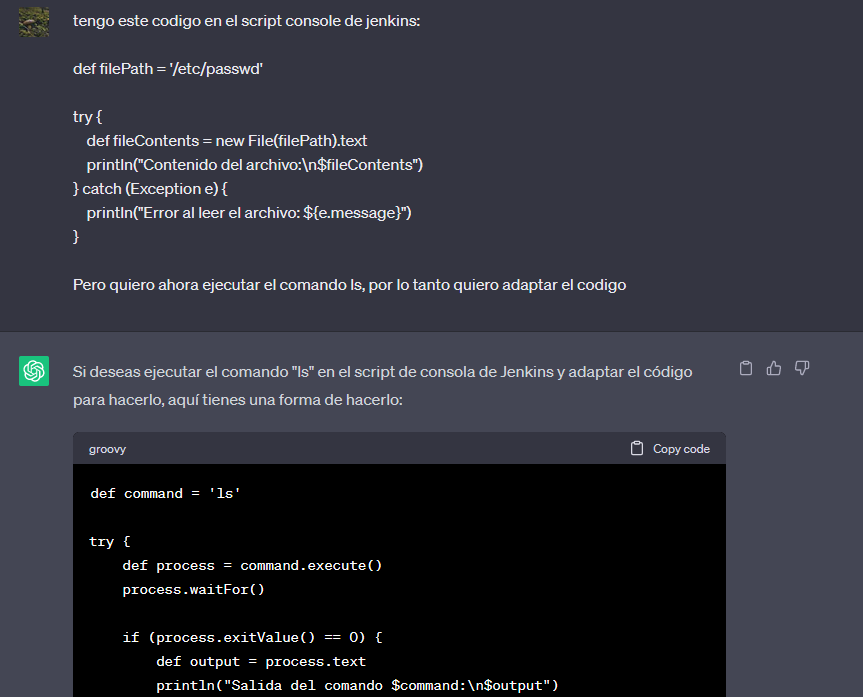 tengo este codigo en el script console de jenkins:
def filePath = '/etc/passwd'
try {
    def fileContents = new File(filePath).text
    println("Contenido del archivo:\n$fileContents")
} catch (Exception e) {
    println("Error al leer el archivo: ${e.message}")
}
Pero quiero ahora ejecutar el comando ls, por lo tanto quiero adaptar el codigo
Si deseas ejecutar el comando "ls" en el script de consola de Jenkins y adaptar el código
para hacerlo, aquí tienes una forma de hacerlo:
groovy Copy code
def command = 'ls'
try {
    def process = command.execute()
    process.waitFor()
    if (process.exitValue() == 0) {
        def output = process.text
        println("Salida del comando $command:\n$output")